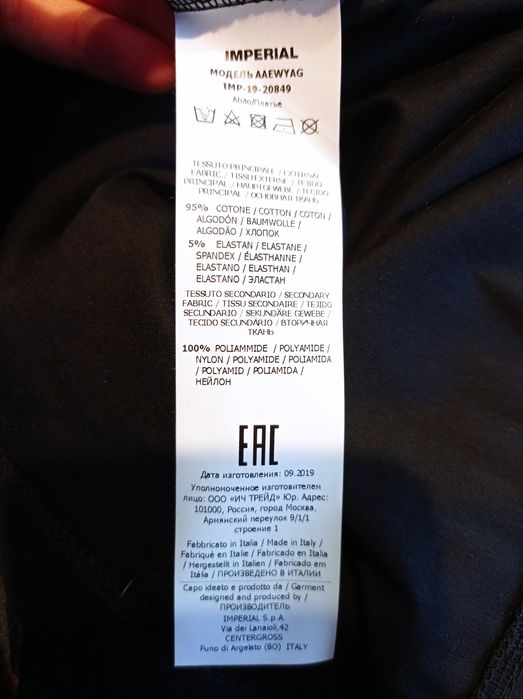 IMPERIAL
МОДЕЛЬ AAEWYAG
IMP-19-20849
Abito/Платье
TESSUTO PRINCIPALE / EXTERNAL
FABRIC / TISSU EXTERNE / TEJIDO
PRINCIPAL / HAUPTGEWEBE / TECIDO
PRINCIPAL / ОСНОВНАЯ ТКАНЬ
95% COTONE / COTTON / COTON /
ALGODÓN / BAUMWOLLE /
ALGODÃO / ХЛОПОК
5% ELASTAN / ELASTANE /
SPANDEX / ÉLASTHANNE /
ELASTANO / ELASTHAN /
ELASTANO / ЭЛАСТАН
TESSUTO SECONDARIO / SECONDARY
FABRIC / TISSU SECONDAIRE / TEJIDO
SECUNDARIO / SEKUNDÄRE GEWEBE /
TECIDO SECUNDÁRIO / ВТОРИЧНАЯ
ТКАНЬ
100% POLIAMMIDE / POLYAMIDE /
NYLON / POLYAMIDE / POLIAMIDA
/ POLYAMID / POLIAMIDA /
НЕЙЛОН
EAC
Дата изготовления: 09.2019
Уполномоченное изготовителем
лицо: ООО «ИЧ ТРЕЙД» Юр. Адрес:
101000, Россия, город Москва,
Армянский переулок 9/1/1
строение 1
Fabbricato in Italia / Made in Italy /
Fabriqué en Italie / Fabricado en Italia
/ Hergestellt in Italien / Fabricado em
Itália / ПРОИЗВЕДЕНО В ИТАЛИИ
Capo ideato e prodotto da / Garment
designed and produced by /
ПРОИЗВОДИТЕЛЬ
IMPERIAL S.p.A.
Via dei Lanaioli,42
CENTERGROSS
Funo di Argelato (BO) ITALY